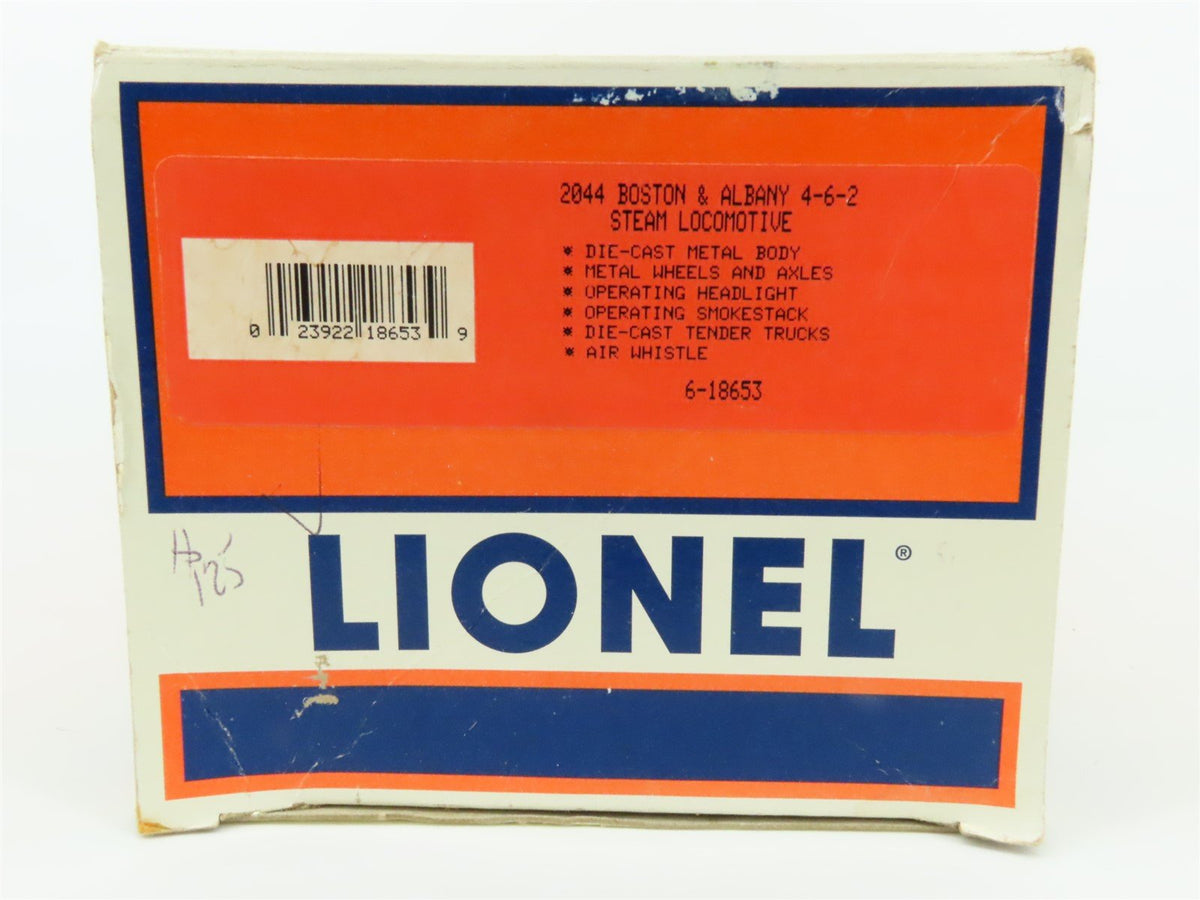 2044 BOSTON & ALBANY 4-6-2
STEAM LOCOMOTIVE
* DIE-CAST METAL BODY
* METAL WHEELS AND AXLES
* OPERATING HEADLIGHT
* OPERATING SMOKESTACK
* DIE-CAST TENDER TRUCKS
* AIR WHISTLE
6-18653
0 23922 18653 9
125
LIONEL®